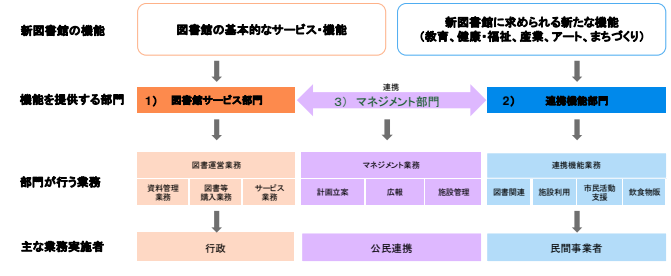 新図書館の機能
図書館の基本的なサービス・機能
新図書館に求められる新たな機能
（教育、健康・福祉、産業、アート、まちづくり）
機能を提供する部門
1） 図書館サービス部門
連携
3） マネジメント部門
2） 連携機能部門
部門が行う業務
図書運営業務
マネジメント業務
連携機能業務
資料管理
業務
図書等
購入業務
サービス
業務
計画立案
広報
施設管理
図書関連
施設利用
市民活動
支援
飲食物販
主な業務実施者
行政
公民連携
民間事業者